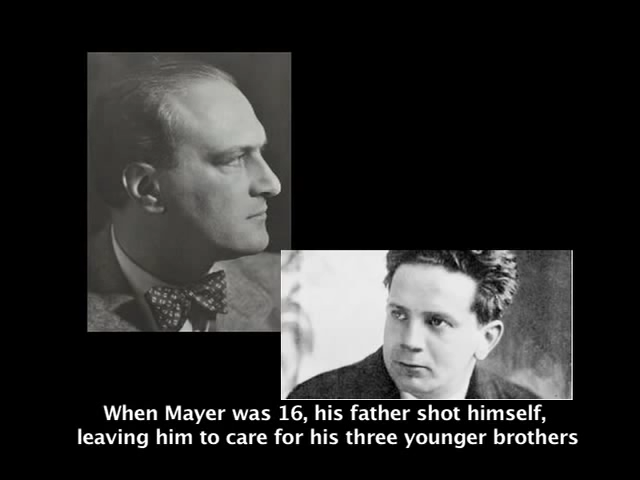 When Mayer was 16, his father shot himself,
leaving him to care for his three younger brothers